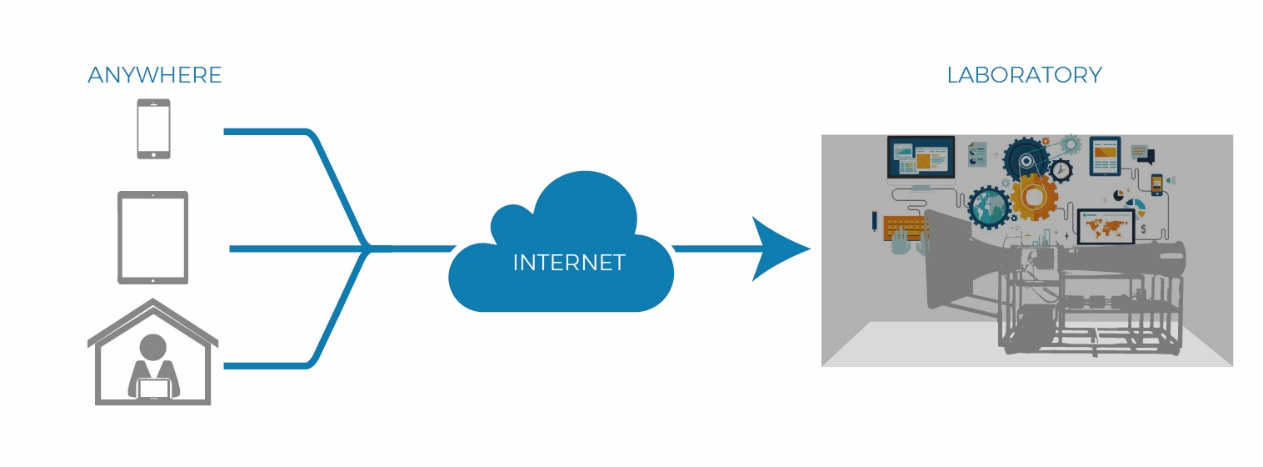 ANYWHERE
LABORATORY
INTERNET
$